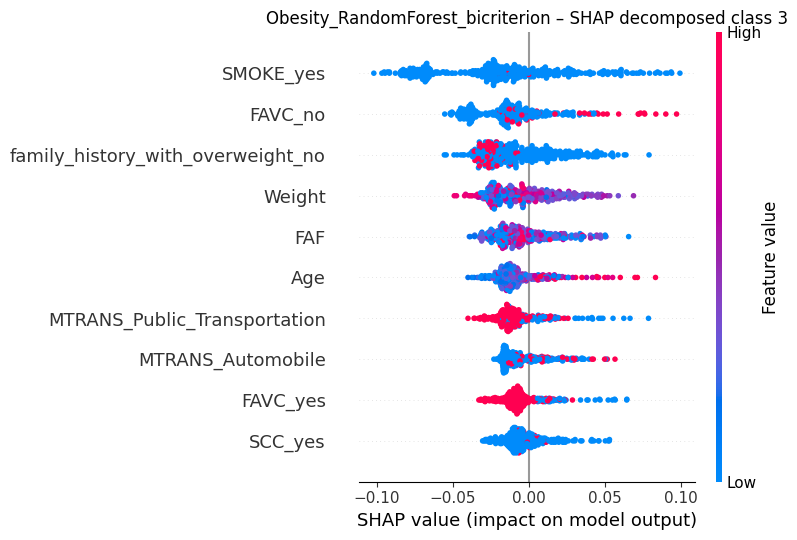 Obesity_RandomForest_bicriterion – SHAP decomposed class 3
High
SMOKE_yes
FAVC_no
family_history_with_overweight_no
Weight
FAF
Age
MTRANS_Public_Transportation
MTRANS_Automobile
FAVC_yes
SCC_yes
Feature value
Low
−0.10 −0.05 0.00 0.05 0.10
SHAP value (impact on model output)